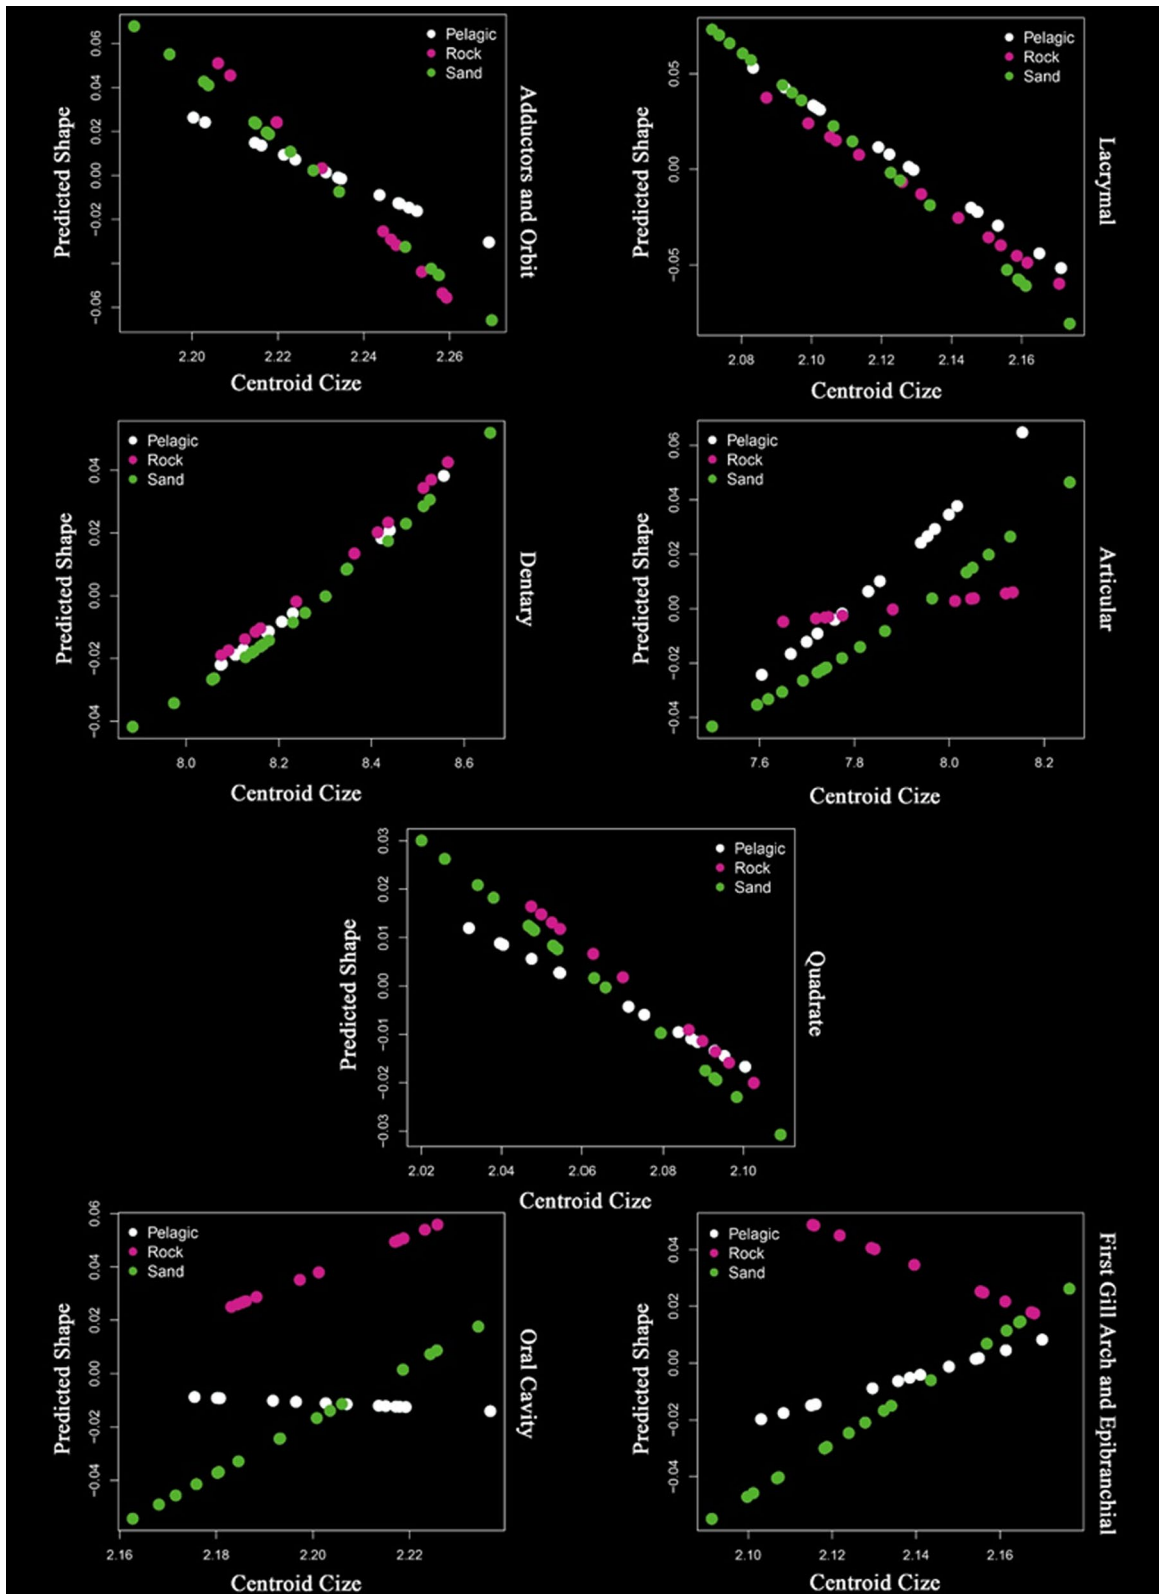 Pelagic
Rock
Sand
Predicted Shape
0.06
0.04
0.02
0.00
−0.02
−0.06
2.20 2.22 2.24 2.26
Centroid Cize
Adductors and Orbit
Pelagic
Rock
Sand
Predicted Shape
0.05
0.00
−0.05
2.08 2.10 2.12 2.14 2.16
Centroid Cize
Lacrymal
Pelagic
Rock
Sand
Predicted Shape
0.04
0.02
0.00
−0.02
−0.04
8.0 8.2 8.4 8.6
Centroid Cize
Dentary
Pelagic
Rock
Sand
Predicted Shape
0.06
0.04
0.02
0.00
−0.02
−0.04
7.6 7.8 8.0 8.2
Centroid Cize
Articular
Pelagic
Rock
Sand
Predicted Shape
0.03
0.02
0.01
0.00
−0.01
−0.02
−0.03
2.02 2.04 2.06 2.08 2.10
Centroid Cize
Quadrate
Pelagic
Rock
Sand
Predicted Shape
0.06
0.04
0.02
0.00
−0.02
−0.04
2.16 2.18 2.20 2.22
Centroid Cize
Oral Cavity
Pelagic
Rock
Sand
Predicted Shape
0.04
0.02
0.00
−0.02
−0.04
2.10 2.12 2.14 2.16
Centroid Cize
First Gill Arch and Epibranchial